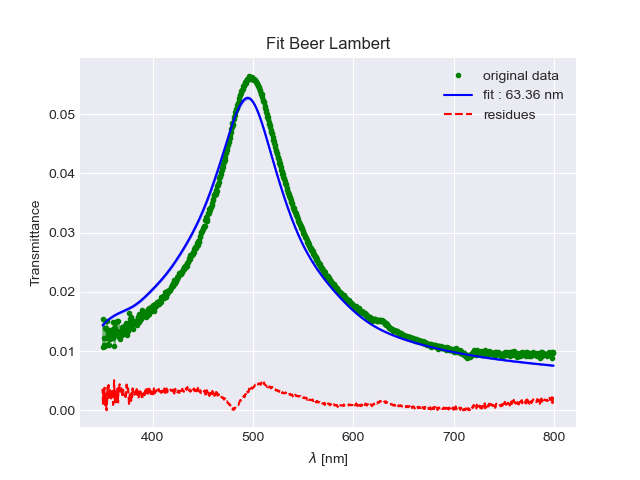 Fit Beer Lambert
original data
fit : 63.36 nm
residues
Transmittance
0.05
0.04
0.03
0.02
0.01
0.00
400
500
600
700
800
λ [nm]